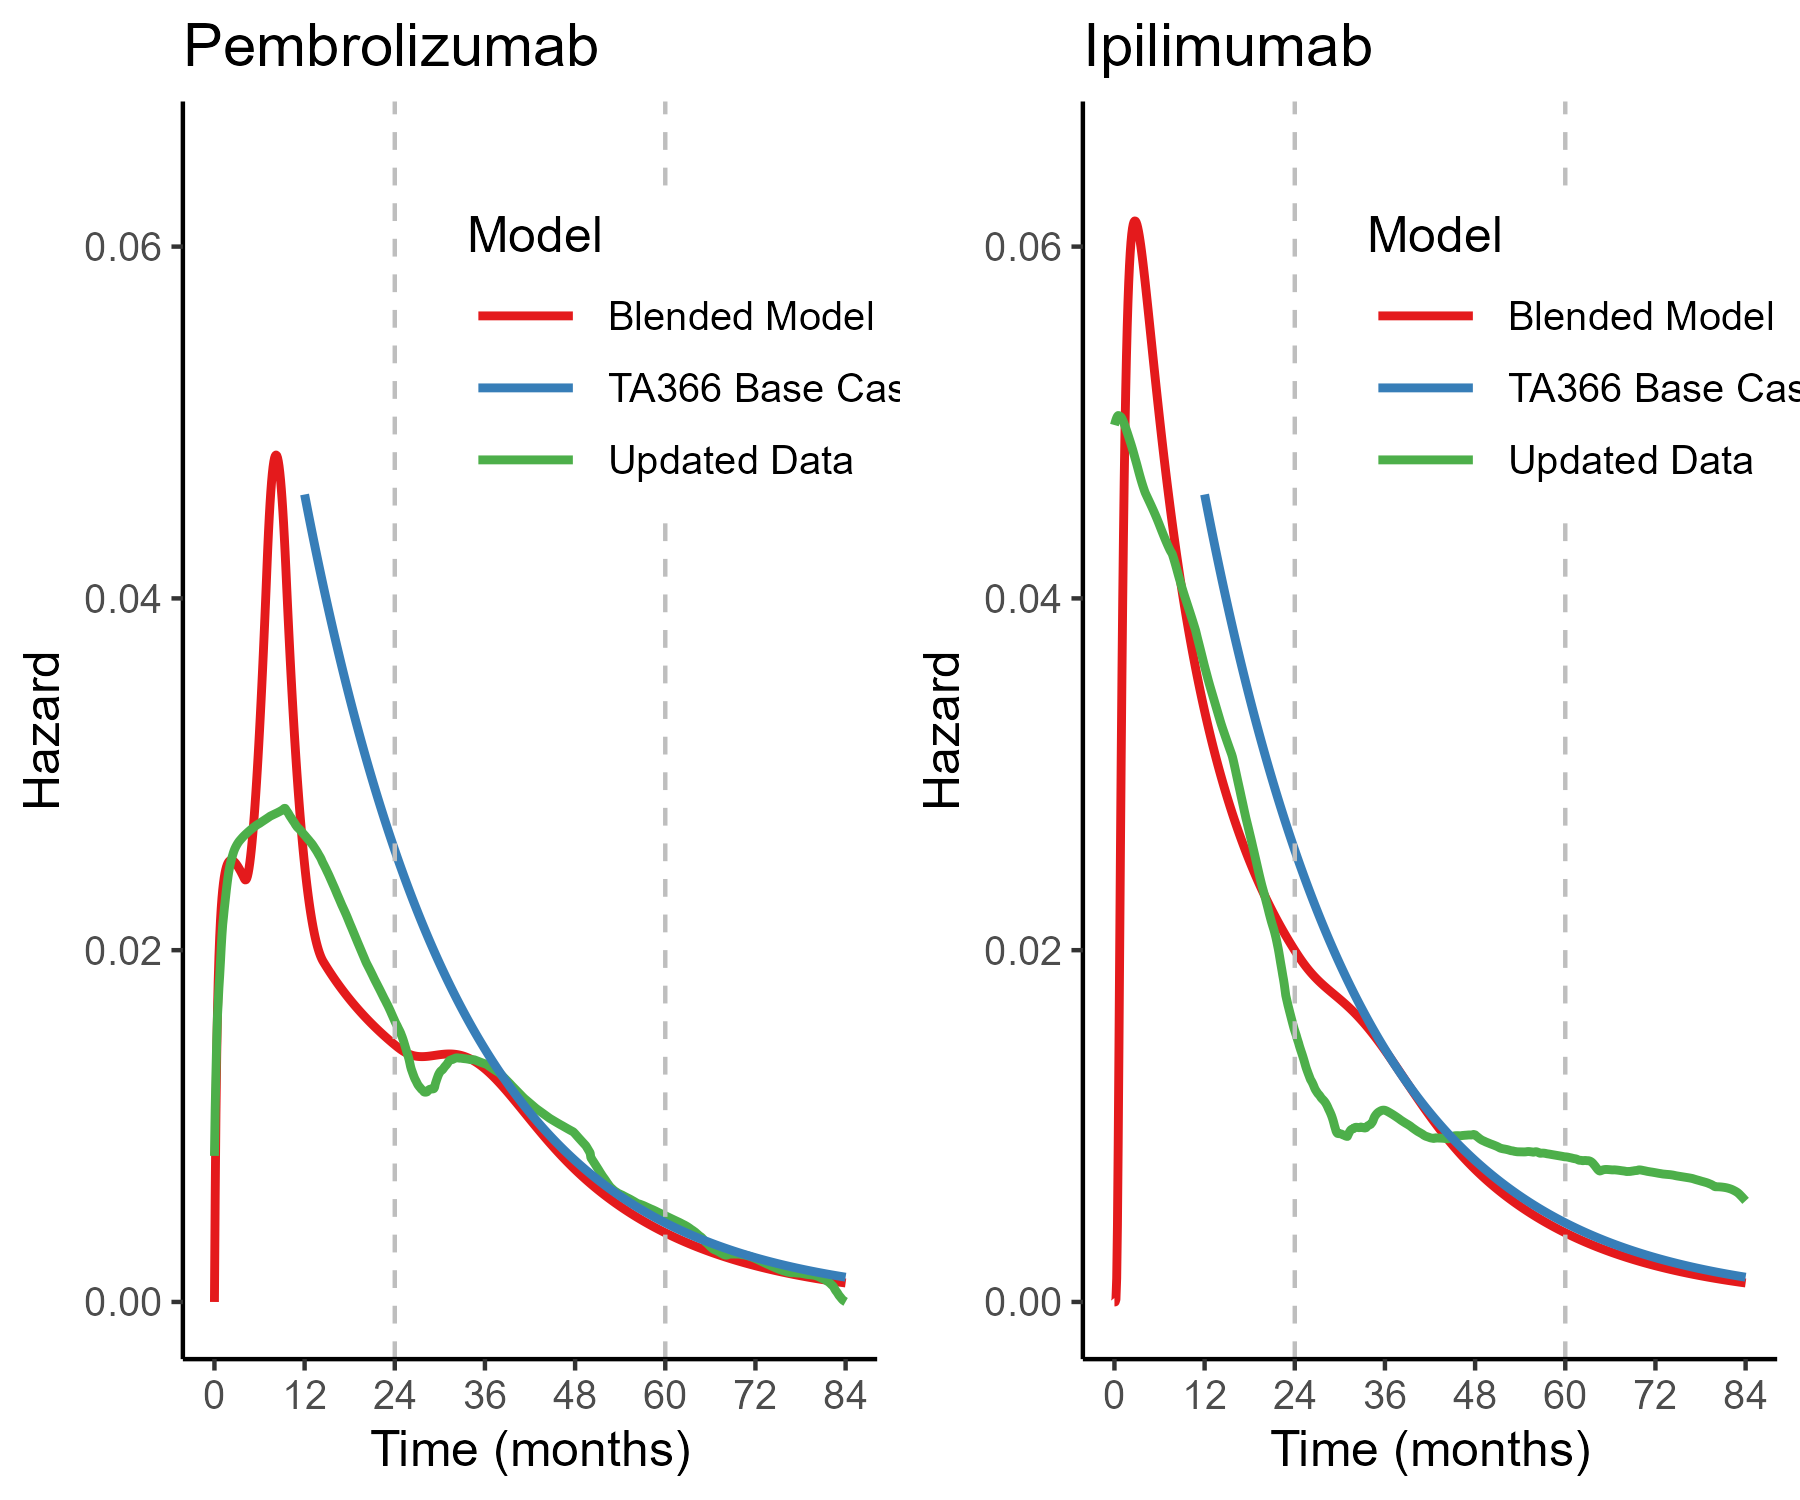 Pembrolizumab
Hazard
0.06
0.04
0.02
0.00
Model
Blended Model
TA366 Base Cas
Updated Data
0 12 24 36 48 60 72 84
Time (months)
Ipilimumab
Hazard
0.06
0.04
0.02
0.00
Model
Blended Model
TA366 Base Cas
Updated Data
0 12 24 36 48 60 72 84
Time (months)